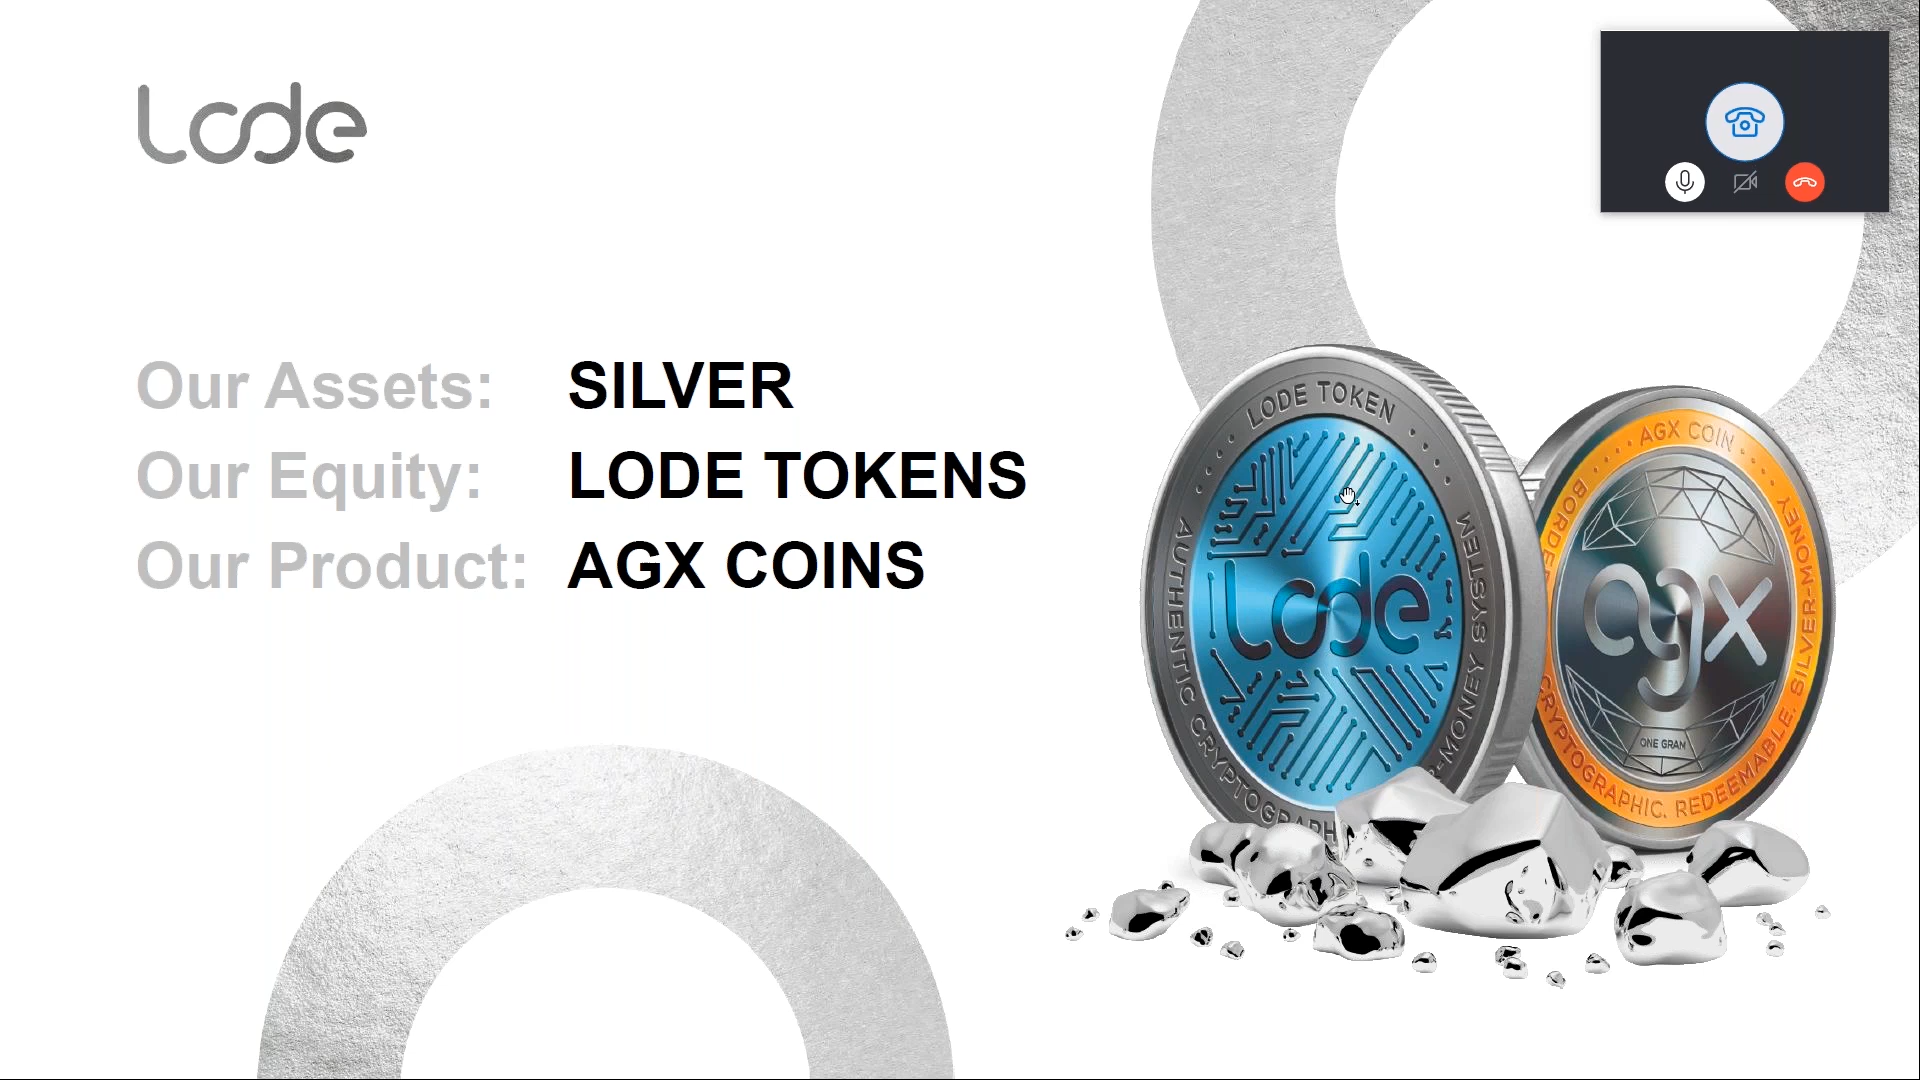 Lode
Our Assets: SILVER
Our Equity: LODE TOKENS
Our Product: AGX COINS
LODE TOKEN
AUTHENTIC CRYPTOGRAPH
-MONEY SYSTEM
lode
AGX COIN
CRYPTOGRAPHIC. REDEEMABLE. SILVER-MONEY
agx
ONE GRAM